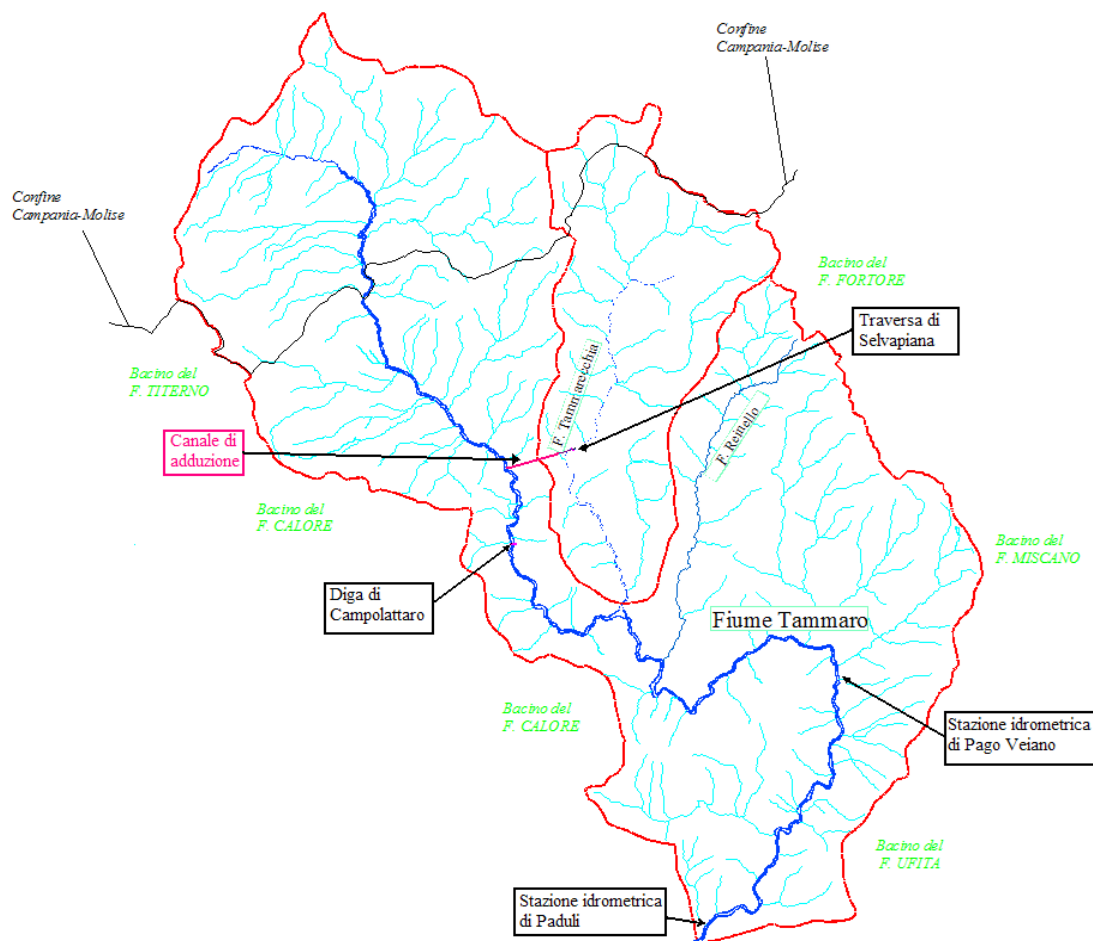 Confine
Campania-Molise
Confine
Campania-Molise
Bacino del
F. FORTORE
Traversa di
Selvapiana
Bacino del
F. TITERNO
F. Tammarecchia
F. Reinello
Canale di
adduzione
Bacino del
F. CALORE
Bacino del
F. MISCANO
Diga di
Campolattaro
Fiume Tammaro
Bacino del
F. CALORE
Stazione idrometrica
di Pago Veiano
Bacino del
F. UFITA
Stazione idrometrica
di Paduli